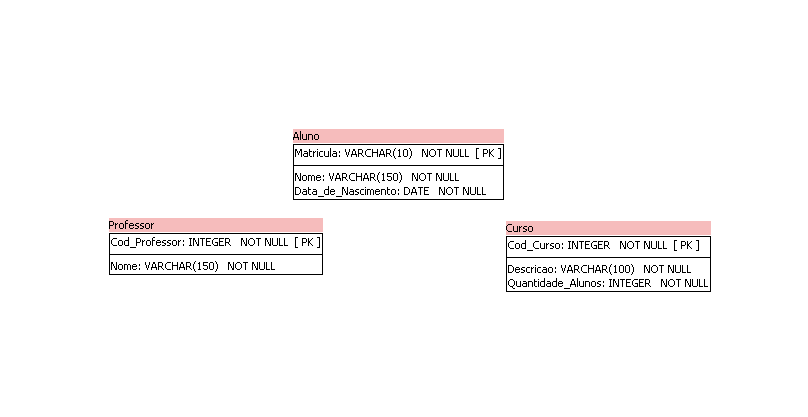 Aluno
Matricula: VARCHAR(10) NOT NULL [ PK ]
Nome: VARCHAR(150) NOT NULL
Data_de_Nascimento: DATE NOT NULL
Professor
Cod_Professor: INTEGER NOT NULL [ PK ]
Nome: VARCHAR(150) NOT NULL
Curso
Cod_Curso: INTEGER NOT NULL [ PK ]
Descricao: VARCHAR(100) NOT NULL
Quantidade_Alunos: INTEGER NOT NULL